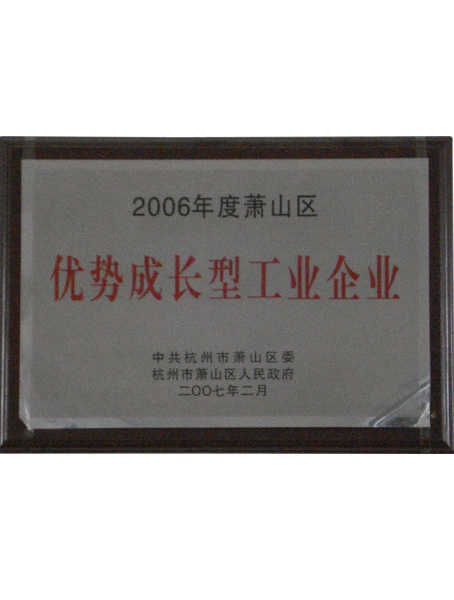 2006年度萧山区
优势成长型工业企业
中共杭州市萧山区委
杭州市萧山区人民政府
二〇〇七年二月